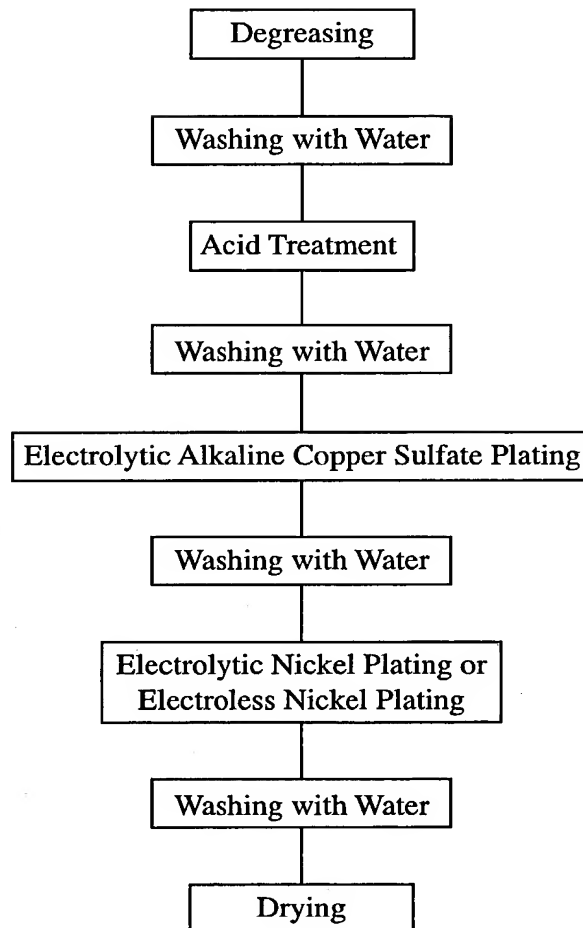 Degreasing
Washing with Water
Acid Treatment
Washing with Water
Electrolytic Alkaline Copper Sulfate Plating
Washing with Water
Electrolytic Nickel Plating or
Electroless Nickel Plating
Washing with Water
Drying